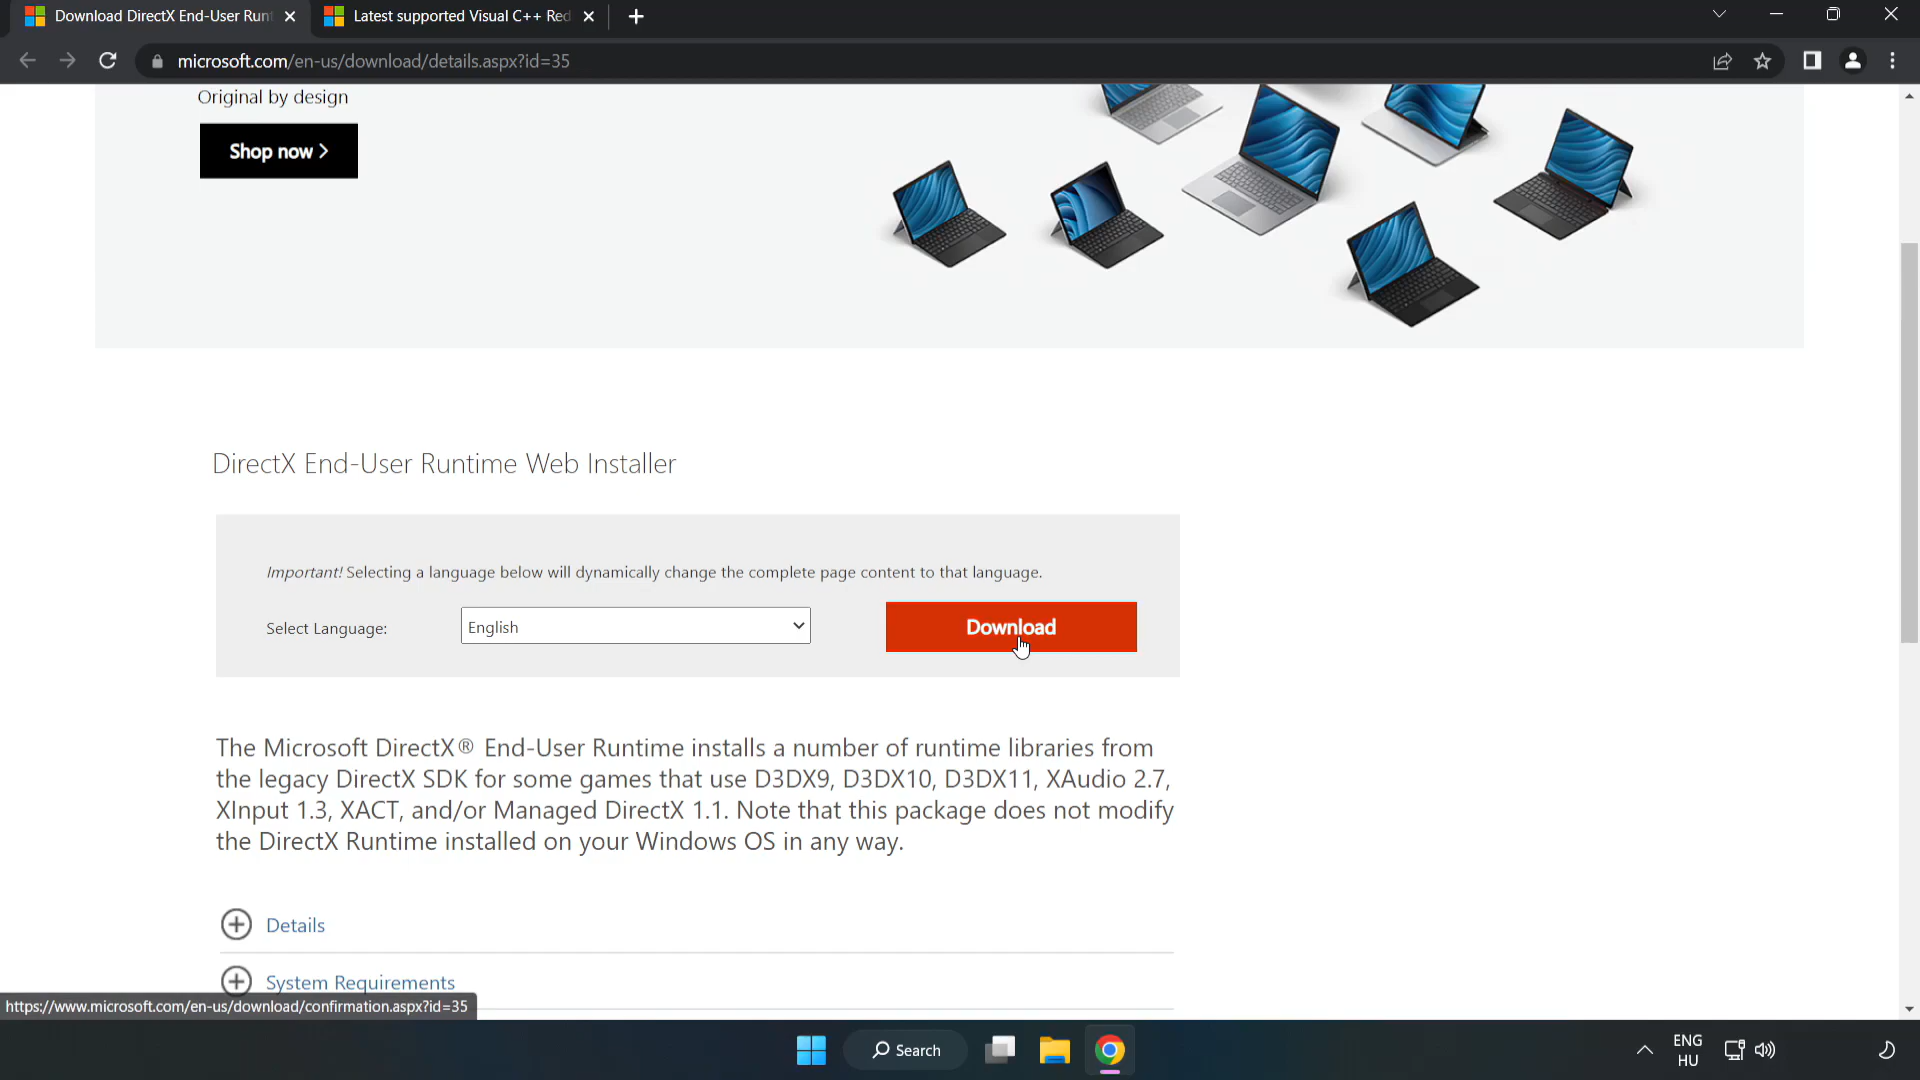 Download DirectX End-User Runt
Latest supported Visual C++ Red
microsoft.com/en-us/download/details.aspx?id=35
Original by design
Shop now >
DirectX End-User Runtime Web Installer
Important! Selecting a language below will dynamically change the complete page content to that language.
Select Language:
English
Download
The Microsoft DirectX® End-User Runtime installs a number of runtime libraries from
the legacy DirectX SDK for some games that use D3DX9, D3DX10, D3DX11, XAudio 2.7,
XInput 1.3, XACT, and/or Managed DirectX 1.1. Note that this package does not modify
the DirectX Runtime installed on your Windows OS in any way.
Details
System Requirements
https://www.microsoft.com/en-us/download/confirmation.aspx?id=35
Search
ENG
HU